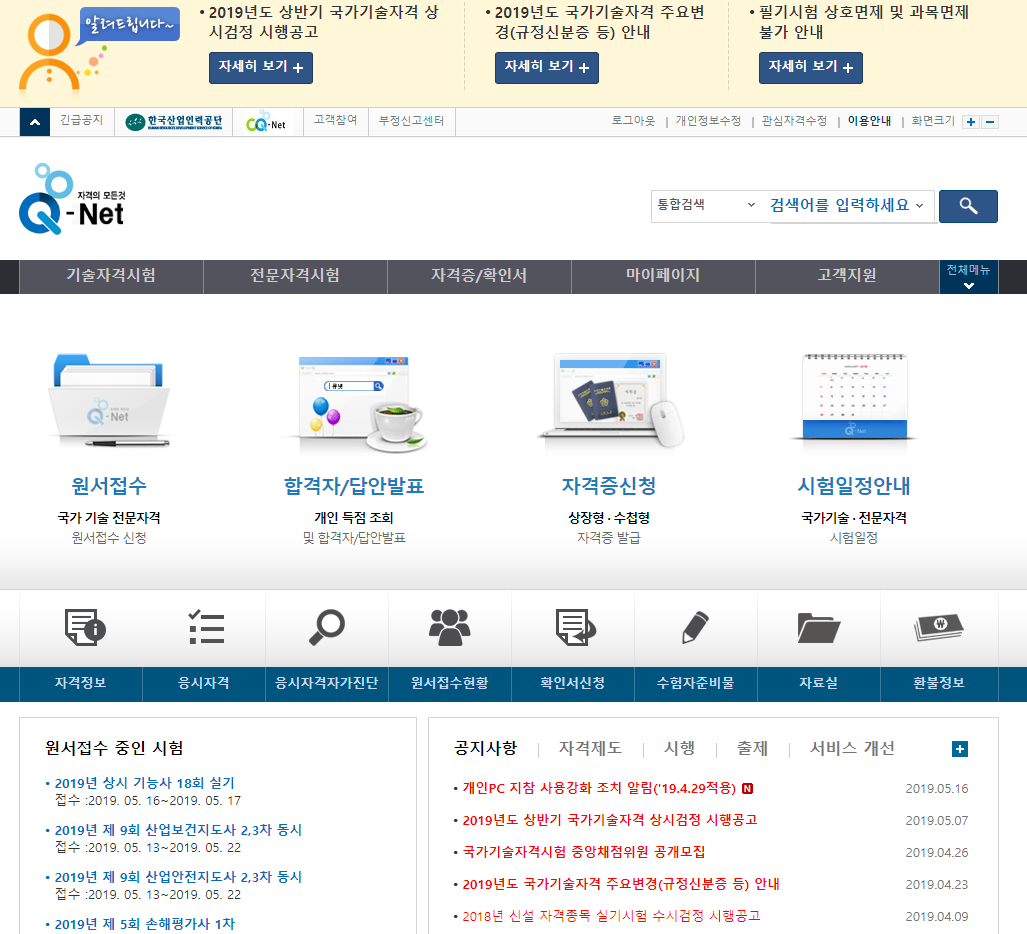 알려드립니다~
• 2019년도 상반기 국가기술자격 상
시검정 시행공고
자세히 보기 +
• 2019년도 국가기술자격 주요변
경(규정신분증 등) 안내
자세히 보기 +
• 필기시험 상호면제 및 과목면제
불가 안내
자세히 보기 +
긴급공지
한국산업인력공단
HUMAN RESOURCES DEVELOPMENT SERVICE OF KOREA
CQ-Net
고객참여
부정신고센터
로그아웃 | 개인정보수정 | 관심자격수정 | 이용안내 | 화면크기 + −
자격의 모든것
Q-Net
통합검색
검색어를 입력하세요
기술자격시험
전문자격시험
자격증/확인서
마이페이지
고객지원
전체메뉴
Q-Net
큐넷
원서접수
국가 기술 전문자격
원서접수 신청
합격자/답안발표
개인 득점 조회
및 합격자/답안발표
자격증신청
상장형 · 수첩형
자격증 발급
시험일정안내
국가기술 · 전문자격
시험일정
자격정보
응시자격
응시자격자가진단
원서접수현황
확인서신청
수험자준비물
자료실
환불정보
원서접수 중인 시험
• 2019년 상시 기능사 18회 실기
접수 :2019. 05. 16~2019. 05. 17
• 2019년 제 9회 산업보건지도사 2,3차 동시
접수 :2019. 05. 13~2019. 05. 22
• 2019년 제 9회 산업안전지도사 2,3차 동시
접수 :2019. 05. 13~2019. 05. 22
• 2019년 제 5회 손해평가사 1차
공지사항 | 자격제도 | 시행 | 출제 | 서비스 개선 +
• 개인PC 지참 사용강화 조치 알림('19.4.29적용) N 2019.05.16
• 2019년도 상반기 국가기술자격 상시검정 시행공고 2019.05.07
• 국가기술자격시험 중앙채점위원 공개모집 2019.04.26
• 2019년도 국가기술자격 주요변경(규정신분증 등) 안내 2019.04.23
• 2018년 신설 자격종목 실기시험 수시검정 시행공고 2019.04.09